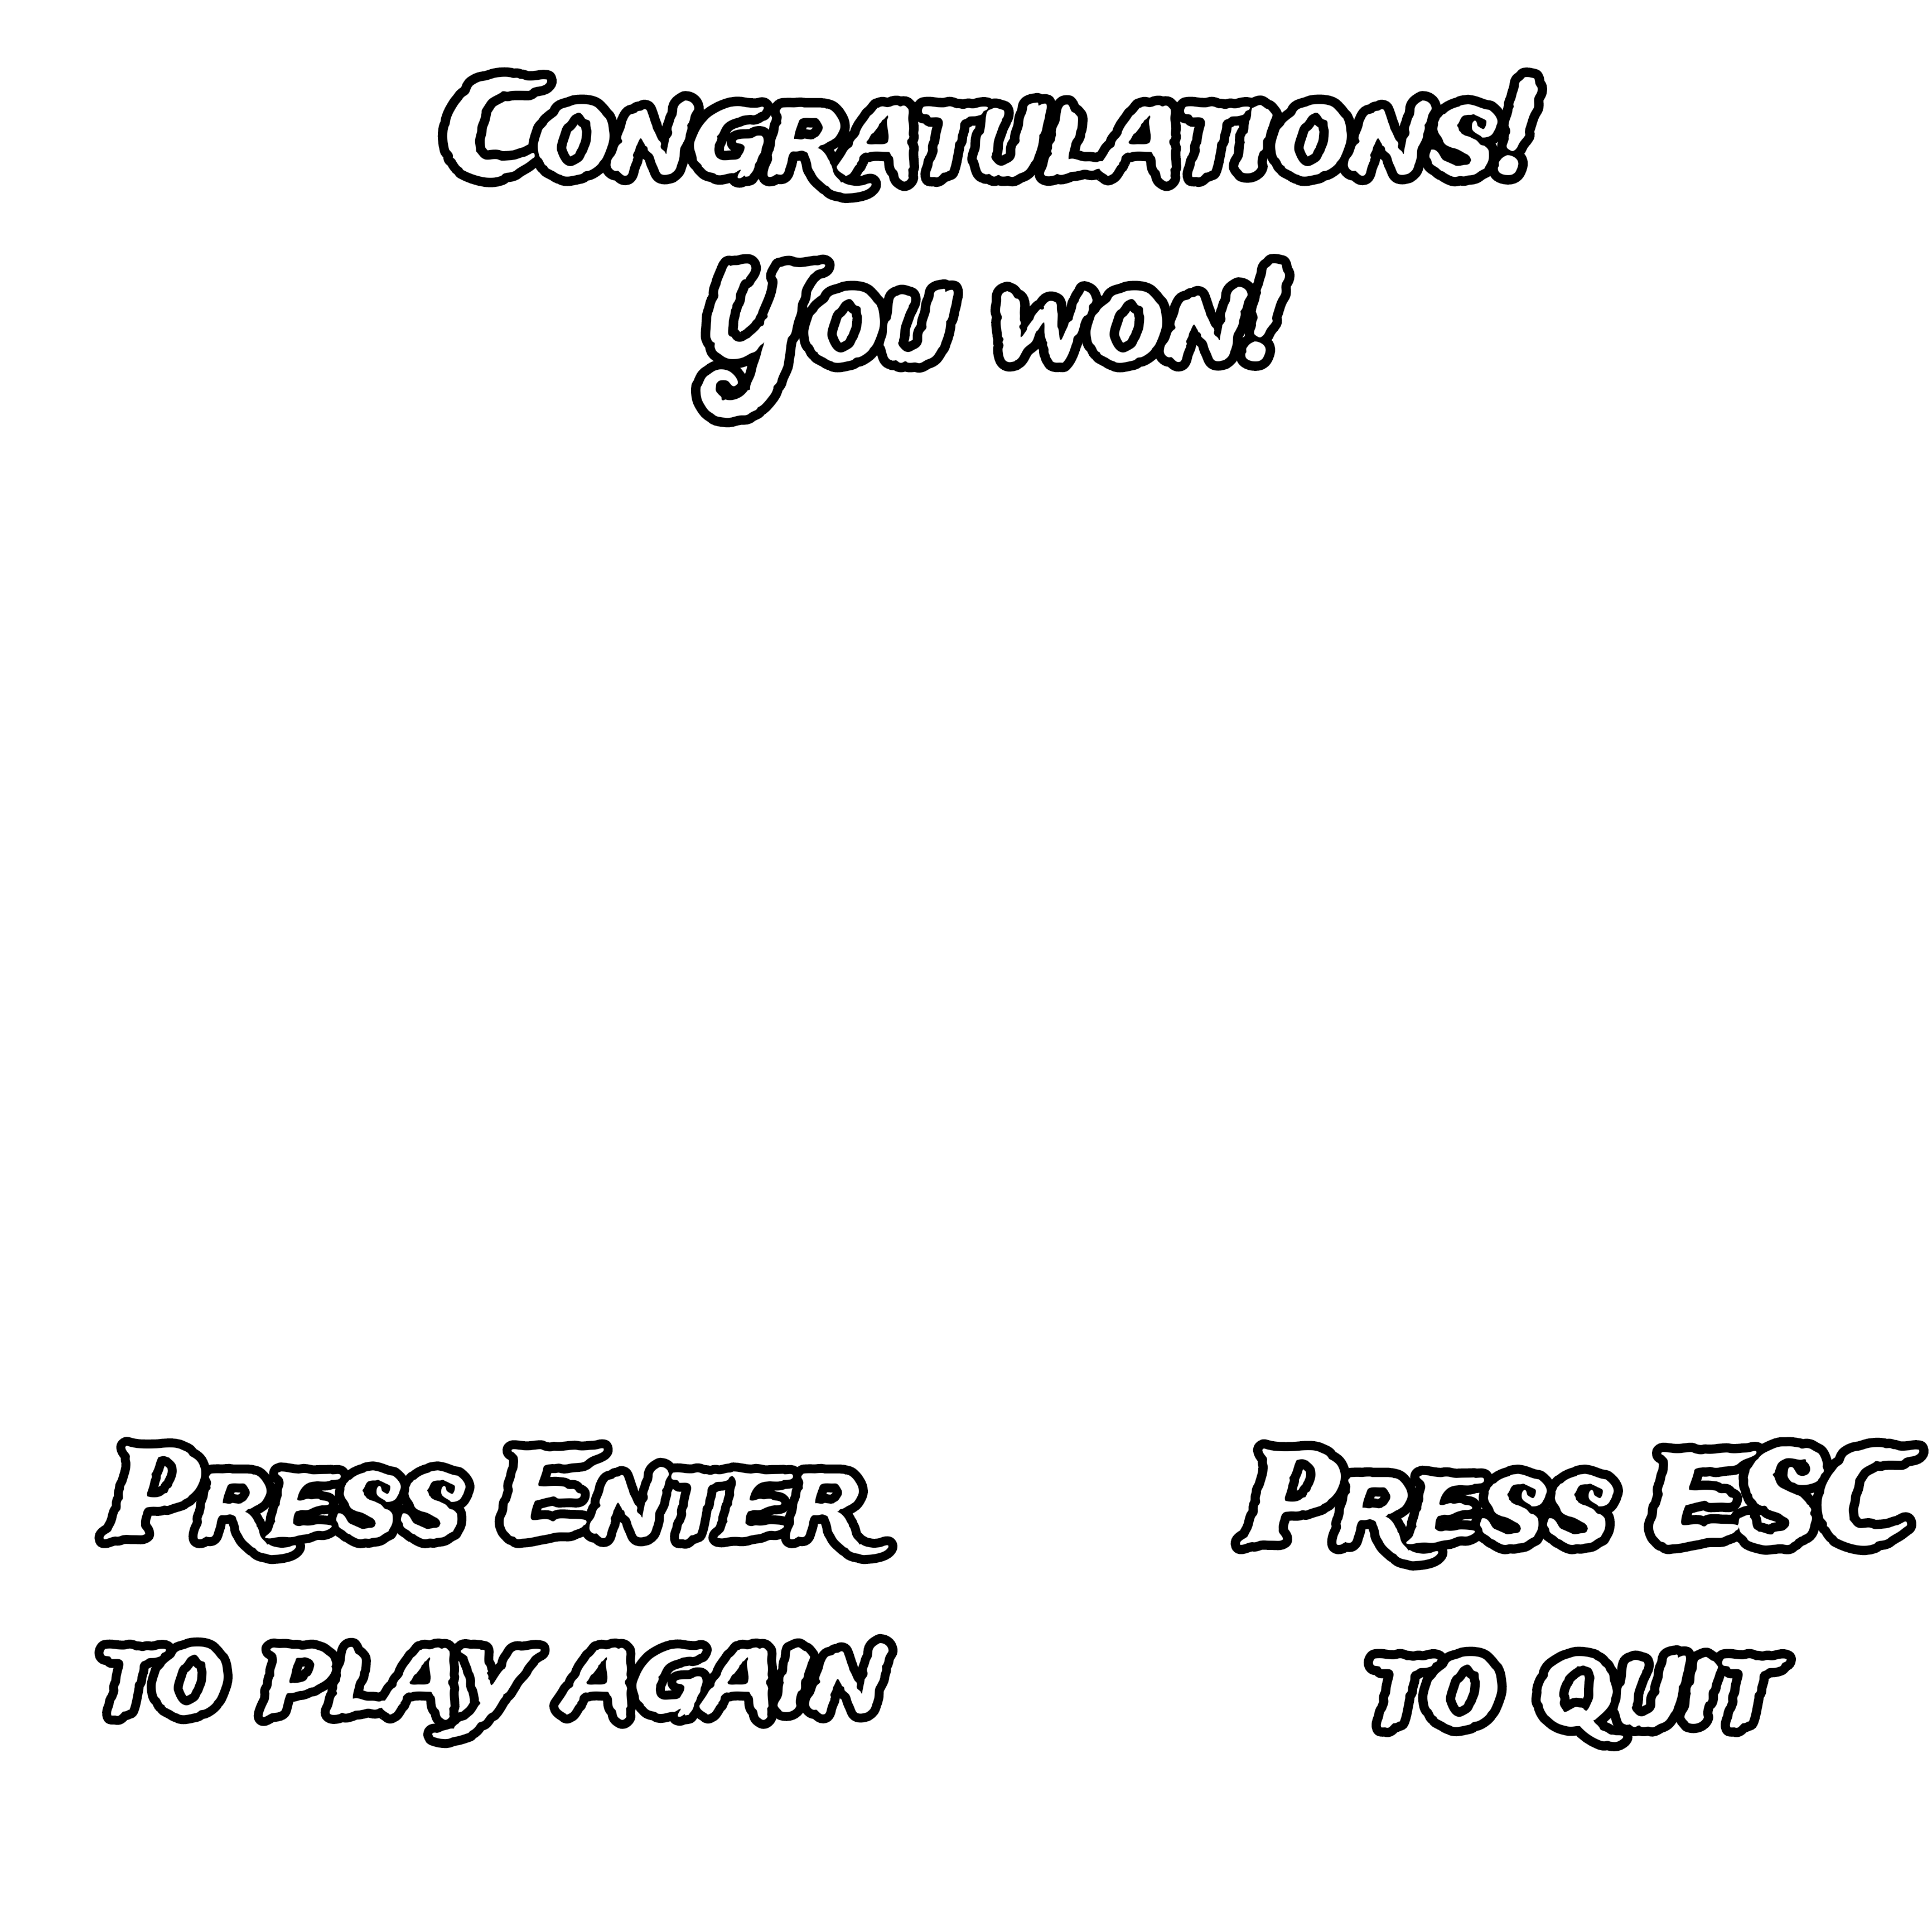 Congratulations!
You won!
Press Enter
to play again
Press ESC
to quit